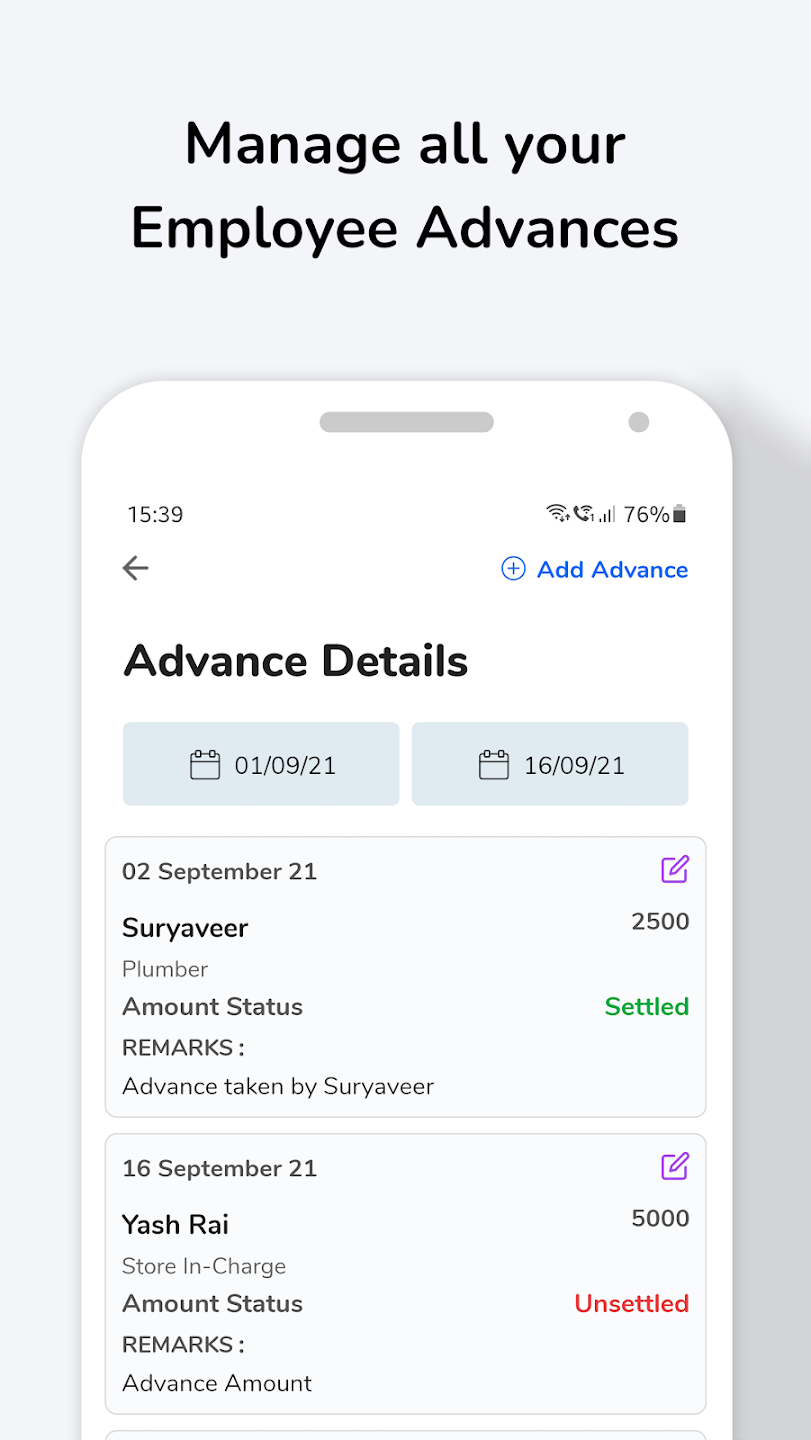 Manage all your
Employee Advances
15:39
76%
Add Advance
Advance Details
01/09/21
16/09/21
02 September 21
Suryaveer
2500
Plumber
Amount Status
Settled
REMARKS :
Advance taken by Suryaveer
16 September 21
Yash Rai
5000
Store In-Charge
Amount Status
Unsettled
REMARKS :
Advance Amount